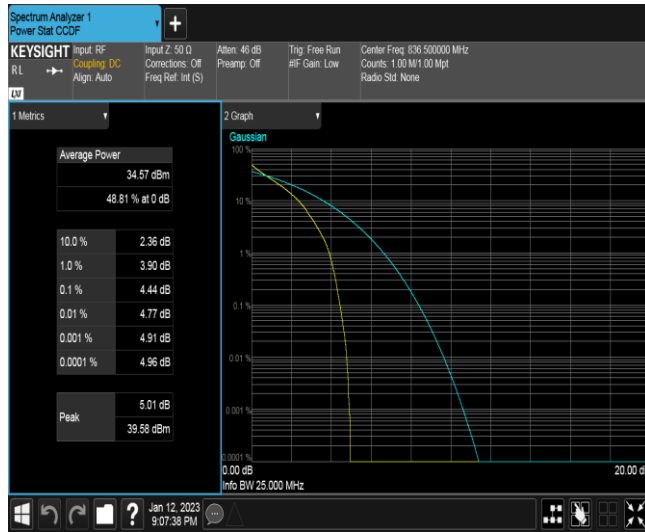 Spectrum Analyzer 1
Power Stat CCDF
+
KEYSIGHT
RL
LXI
Input: RF
Coupling: DC
Align: Auto
Input Z: 50 Ω
Corrections: Off
Freq Ref: Int (S)
Atten: 46 dB
Preamp: Off
Trig: Free Run
#IF Gain: Low
Center Freq: 836.500000 MHz
Counts: 1.00 M/1.00 Mpt
Radio Std: None
1 Metrics
Average Power
34.57 dBm
48.81 % at 0 dB
10.0 % 2.36 dB
1.0 % 3.90 dB
0.1 % 4.44 dB
0.01 % 4.77 dB
0.001 % 4.91 dB
0.0001 % 4.96 dB
Peak
5.01 dB
39.58 dBm
2 Graph
Gaussian
100 %
10 %
1 %
0.1 %
0.01 %
0.001 %
0.0001 %
0.00 dB
20.00 d
Info BW 25.000 MHz
?
Jan 12, 2023
9:07:38 PM